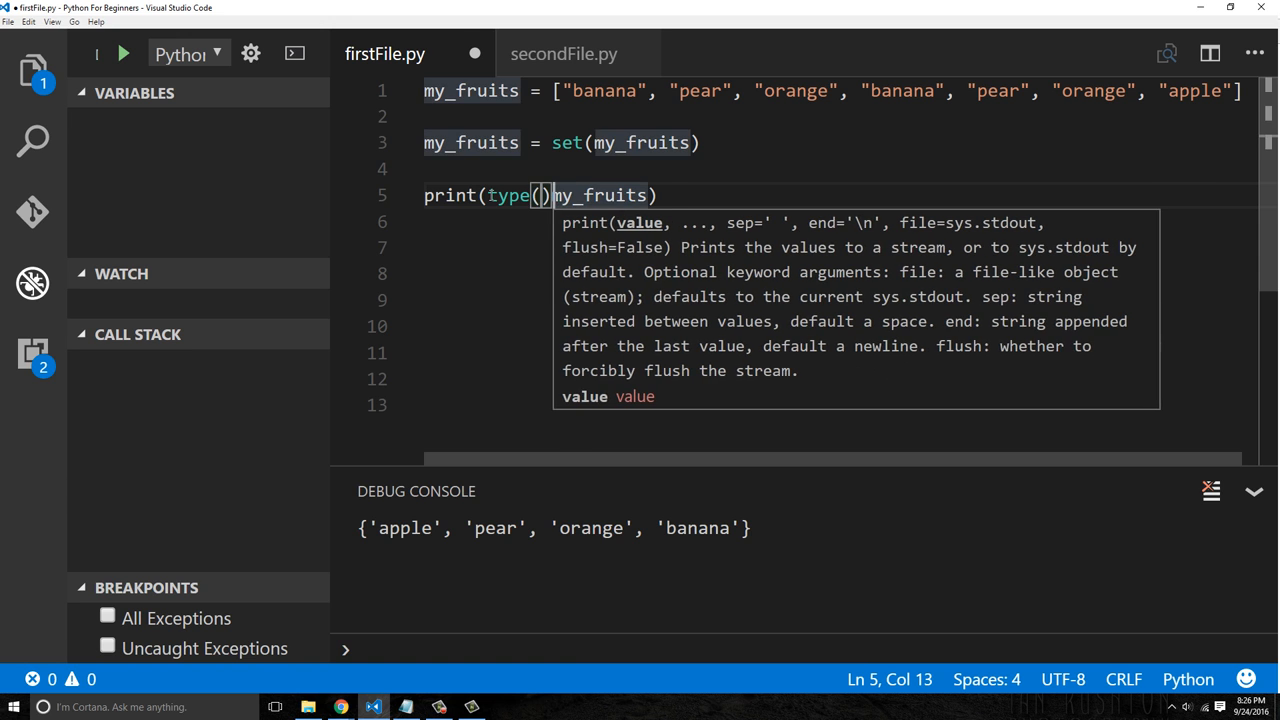 • firstFile.py - Python For Beginners - Visual Studio Code
File Edit View Go Help
Python
firstFile.py
secondFile.py
1
VARIABLES
1 my_fruits = ["banana", "pear", "orange", "banana", "pear", "orange", "apple"]
2
3 my_fruits = set(my_fruits)
4
5 print(type()my_fruits)
6
7
8
9
10
11
12
13
print(value, ..., sep=' ', end='\n', file=sys.stdout,
flush=False) Prints the values to a stream, or to sys.stdout by
default. Optional keyword arguments: file: a file-like object
(stream); defaults to the current sys.stdout. sep: string
inserted between values, default a space. end: string appended
after the last value, default a newline. flush: whether to
forcibly flush the stream.
value value
WATCH
CALL STACK
2
DEBUG CONSOLE
{'apple', 'pear', 'orange', 'banana'}
BREAKPOINTS
All Exceptions
Uncaught Exceptions
0 0
Ln 5, Col 13 Spaces: 4 UTF-8 CRLF Python
I'm Cortana. Ask me anything.
8:26 PM
9/24/2016